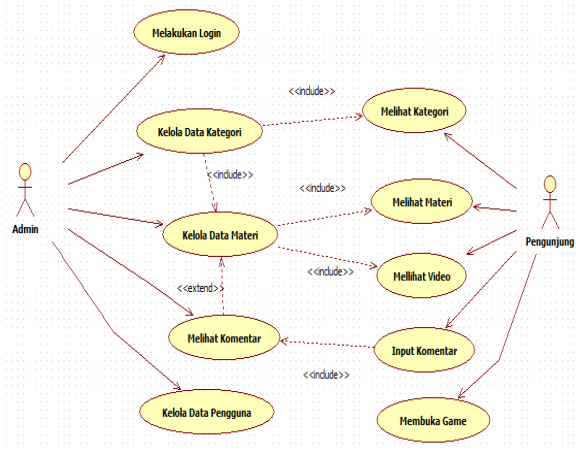 Melakukan Login
<<include>>
Melihat Kategori
Kelola Data Kategori
<<include>>
<<include>>
Melihat Materi
Admin
Kelola Data Materi
Pengunjung
<<include>>
Mellihat Video
<<extend>>
Melihat Komentar
Input Komentar
<<include>>
Kelola Data Pengguna
Membuka Game